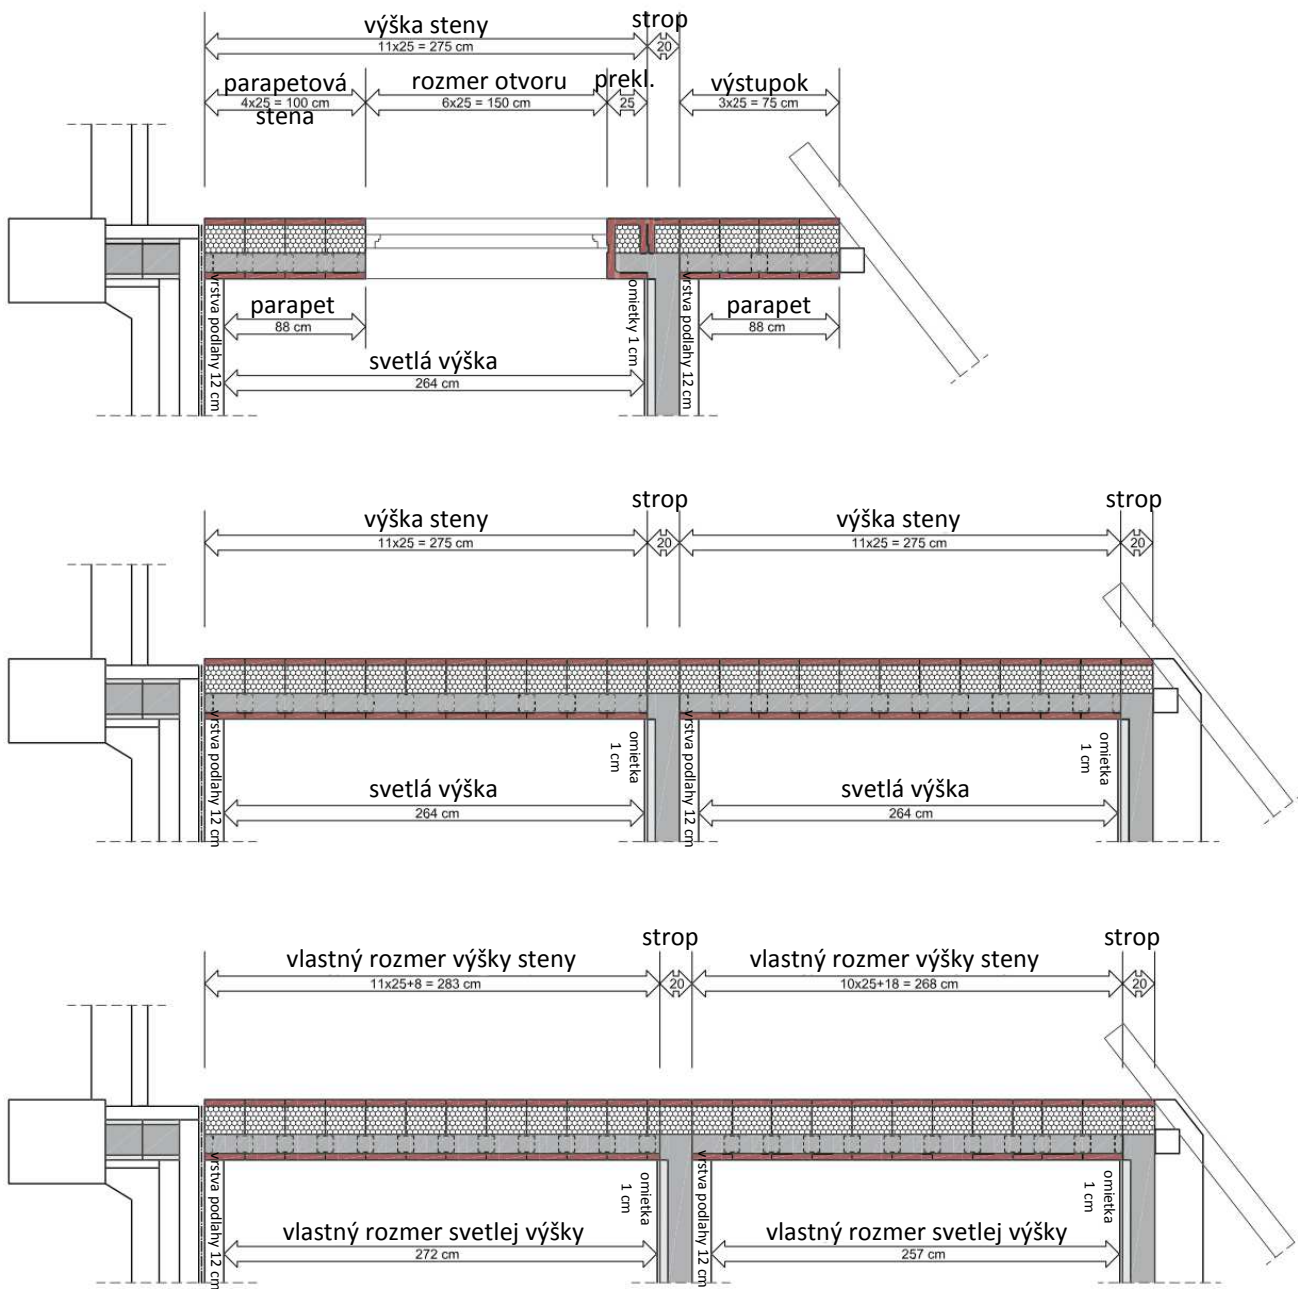 výška steny
11x25 = 275 cm
strop
20
parapetová
4x25 = 100 cm
stena
rozmer otvoru
6x25 = 150 cm
prekl.
25
výstupok
3x25 = 75 cm
vrstva podlahy 12 cm
parapet
88 cm
svetlá výška
264 cm
omietky 1 cm
vrstva podlahy 12 cm
parapet
88 cm
výška steny
11x25 = 275 cm
strop
20
výška steny
11x25 = 275 cm
strop
20
vrstva podlahy 12 cm
svetlá výška
264 cm
omietka
1 cm
vrstva podlahy 12 cm
svetlá výška
264 cm
omietka
1 cm
vlastný rozmer výšky steny
11x25+8 = 283 cm
strop
20
vlastný rozmer výšky steny
10x25+18 = 268 cm
strop
20
vrstva podlahy 12 cm
vlastný rozmer svetlej výšky
272 cm
omietka
1 cm
vrstva podlahy 12 cm
vlastný rozmer svetlej výšky
257 cm
omietka
1 cm